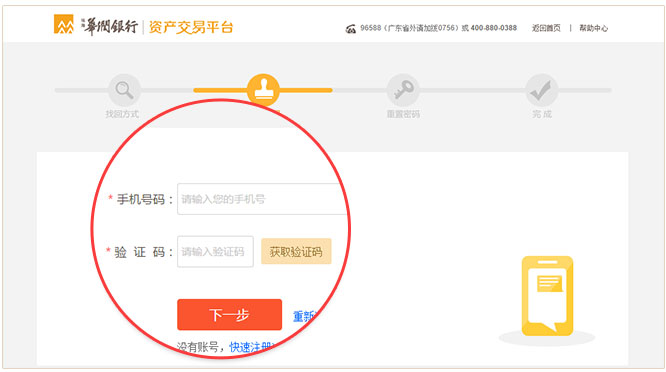 珠海 華潤銀行 | 资产交易平台
96588（广东省外请加拨0756）或 400-880-0388 返回首页 | 帮助中心
找回方式 重置密码 完 成
* 手机号码： 请输入您的手机号
* 验 证 码： 请输入验证码 获取验证码
下一步 重新
没有账号，快速注册